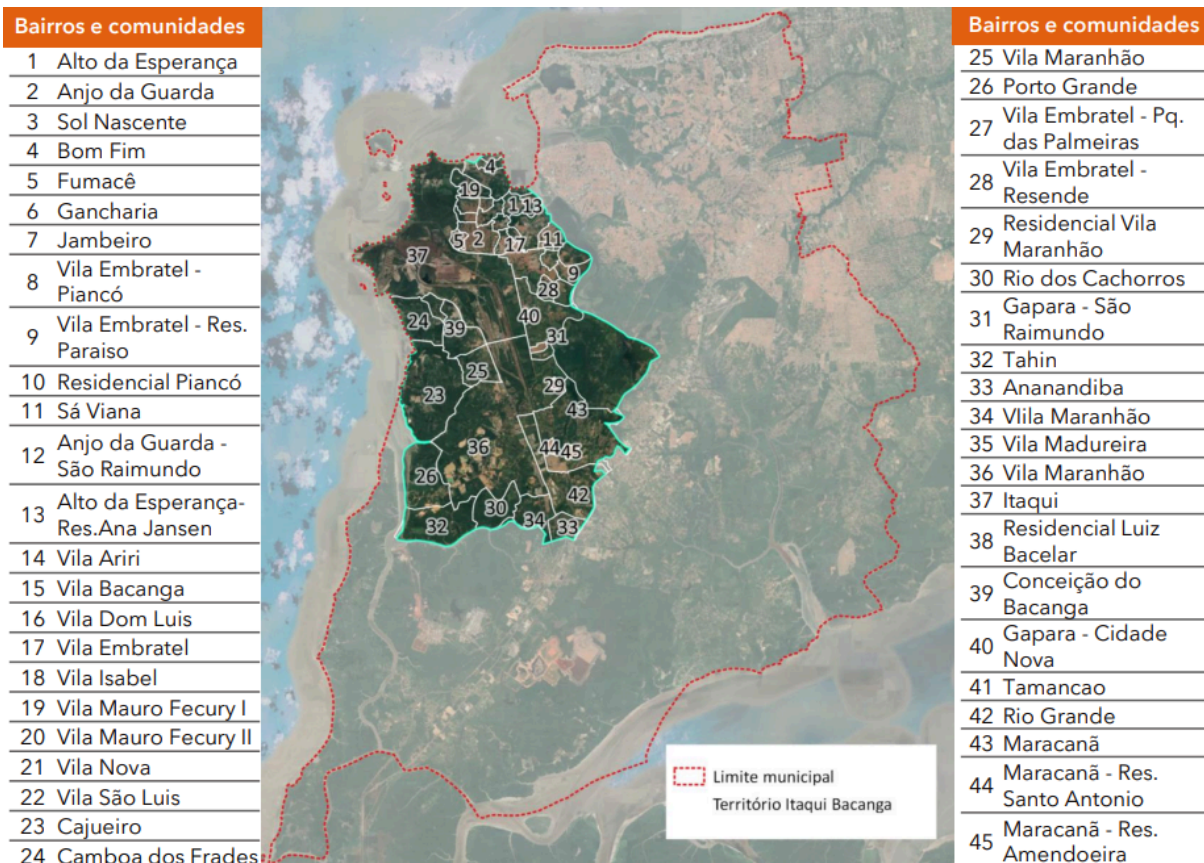 Bairros e comunidades
1 Alto da Esperança
2 Anjo da Guarda
3 Sol Nascente
4 Bom Fim
5 Fumacê
6 Gancharia
7 Jambeiro
8 Vila Embratel -
Piancó
9 Vila Embratel - Res.
Paraiso
10 Residencial Piancó
11 Sá Viana
12 Anjo da Guarda -
São Raimundo
13 Alto da Esperança-
Res.Ana Jansen
14 Vila Ariri
15 Vila Bacanga
16 Vila Dom Luis
17 Vila Embratel
18 Vila Isabel
19 Vila Mauro Fecury I
20 Vila Mauro Fecury II
21 Vila Nova
22 Vila São Luis
23 Cajueiro
24 Camboa dos Frades
4
19
1 13
5 2 17 11
37
9
28
24
39
40
31
25
23
29
43
36
44 45
26
42
30
32
34
33
Limite municipal
Território Itaqui Bacanga
Bairros e comunidades
25 Vila Maranhão
26 Porto Grande
27 Vila Embratel - Pq.
das Palmeiras
28 Vila Embratel -
Resende
29 Residencial Vila
Maranhão
30 Rio dos Cachorros
31 Gapara - São
Raimundo
32 Tahin
33 Ananandiba
34 Vlila Maranhão
35 Vila Madureira
36 Vila Maranhão
37 Itaqui
38 Residencial Luiz
Bacelar
39 Conceição do
Bacanga
40 Gapara - Cidade
Nova
41 Tamancao
42 Rio Grande
43 Maracanã
44 Maracanã - Res.
Santo Antonio
45 Maracanã - Res.
Amendoeira